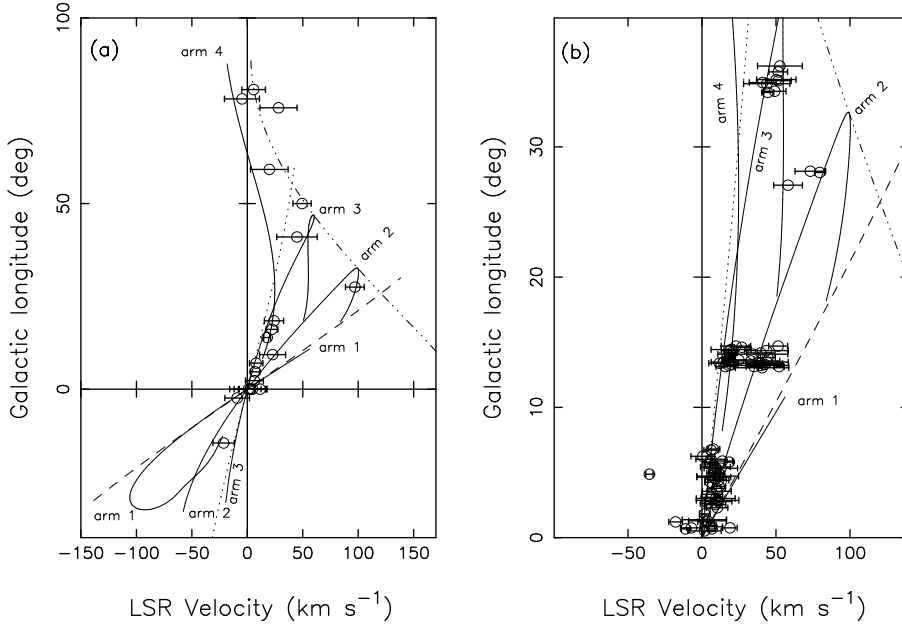 (a)
arm 4
arm 3
arm 2
arm 1
arm 1
arm 2
arm 3
100
50
0
−150
−100
−50
0
50
100
150
Galactic longitude (deg)
LSR Velocity (km s⁻¹)
(b)
arm 2
arm 4
arm 3
arm 1
30
20
10
0
−50
0
50
100
Galactic longitude (deg)
LSR Velocity (km s⁻¹)